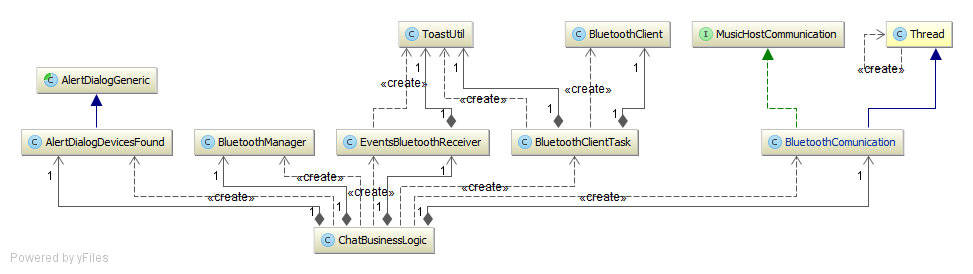 C ToastUtil
C BluetoothClient
I MusicHostCommunication
C Thread
1
1
1
«create»
«create»
C AlertDialogGeneric
«create»
«create»
1
1
1
C AlertDialogDevicesFound
C BluetoothManager
C EventsBluetoothReceiver
C BluetoothClientTask
C BluetoothComunication
1
1
1
1
«create»
«create»
«create»
«create»
«create»
1
1
1
1
C ChatBusinessLogic
Powered by yFiles